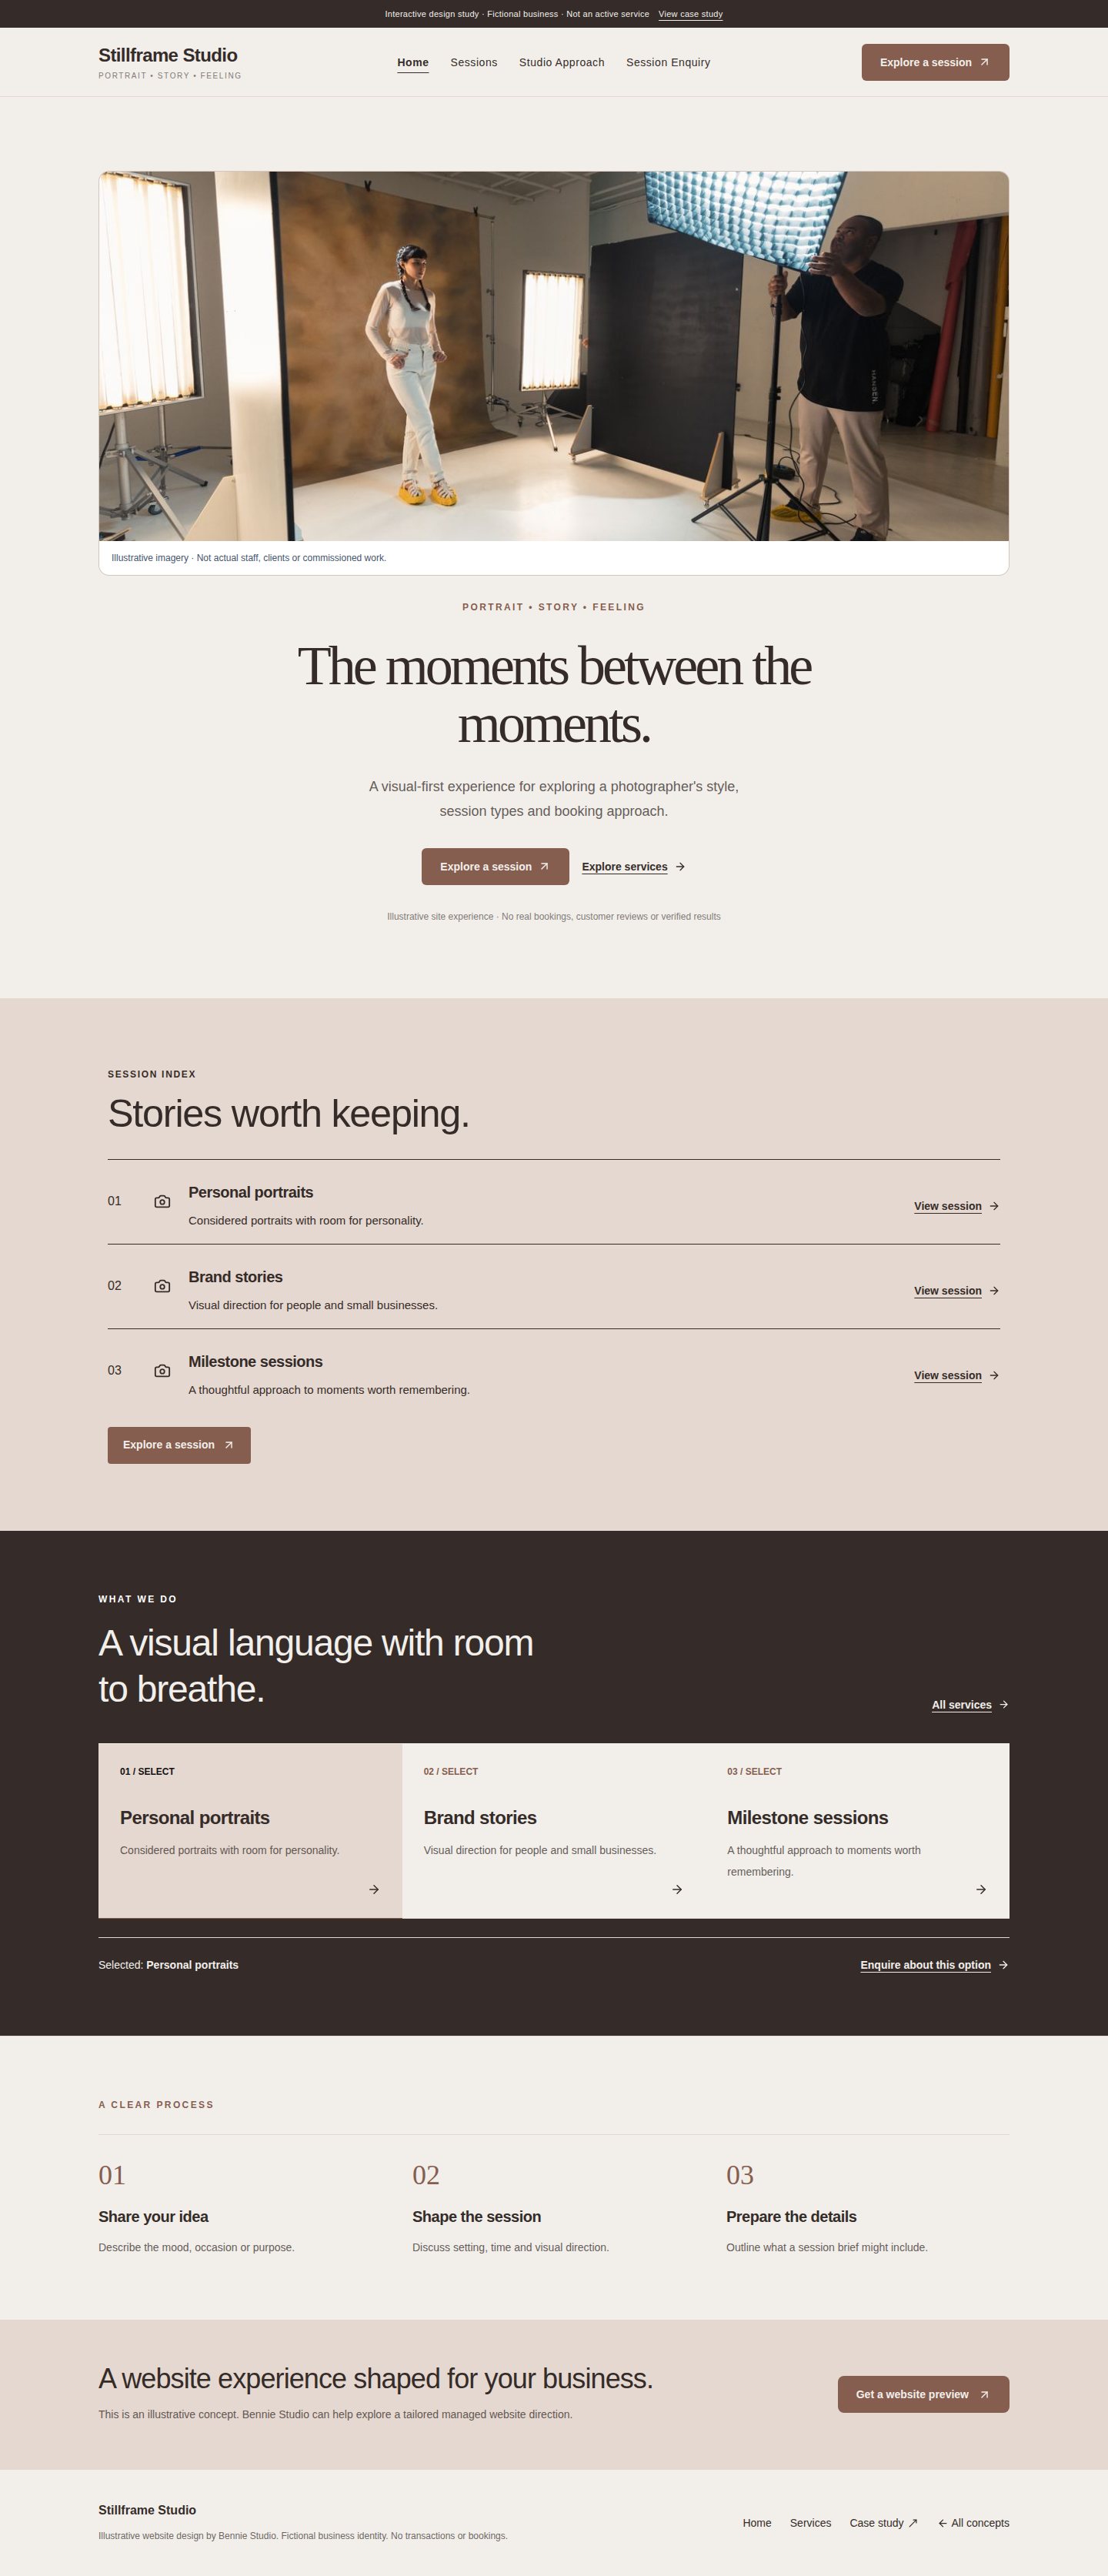 Interactive design study · Fictional business · Not an active service View case study
Stillframe Studio
PORTRAIT • STORY • FEELING
Home Sessions Studio Approach Session Enquiry
Explore a session
Illustrative imagery · Not actual staff, clients or commissioned work.
PORTRAIT • STORY • FEELING
The moments between the
moments.
A visual-first experience for exploring a photographer's style,
session types and booking approach.
Explore a session Explore services
Illustrative site experience · No real bookings, customer reviews or verified results
SESSION INDEX
Stories worth keeping.
01
Personal portraits
Considered portraits with room for personality.
View session
02
Brand stories
Visual direction for people and small businesses.
View session
03
Milestone sessions
A thoughtful approach to moments worth remembering.
View session
Explore a session
WHAT WE DO
A visual language with room
to breathe.
All services
01 / SELECT
Personal portraits
Considered portraits with room for personality.
02 / SELECT
Brand stories
Visual direction for people and small businesses.
03 / SELECT
Milestone sessions
A thoughtful approach to moments worth
remembering.
Selected: Personal portraits
Enquire about this option
A CLEAR PROCESS
01
Share your idea
Describe the mood, occasion or purpose.
02
Shape the session
Discuss setting, time and visual direction.
03
Prepare the details
Outline what a session brief might include.
A website experience shaped for your business.
This is an illustrative concept. Bennie Studio can help explore a tailored managed website direction.
Get a website preview
Stillframe Studio
Illustrative website design by Bennie Studio. Fictional business identity. No transactions or bookings.
Home Services Case study ↗ ← All concepts